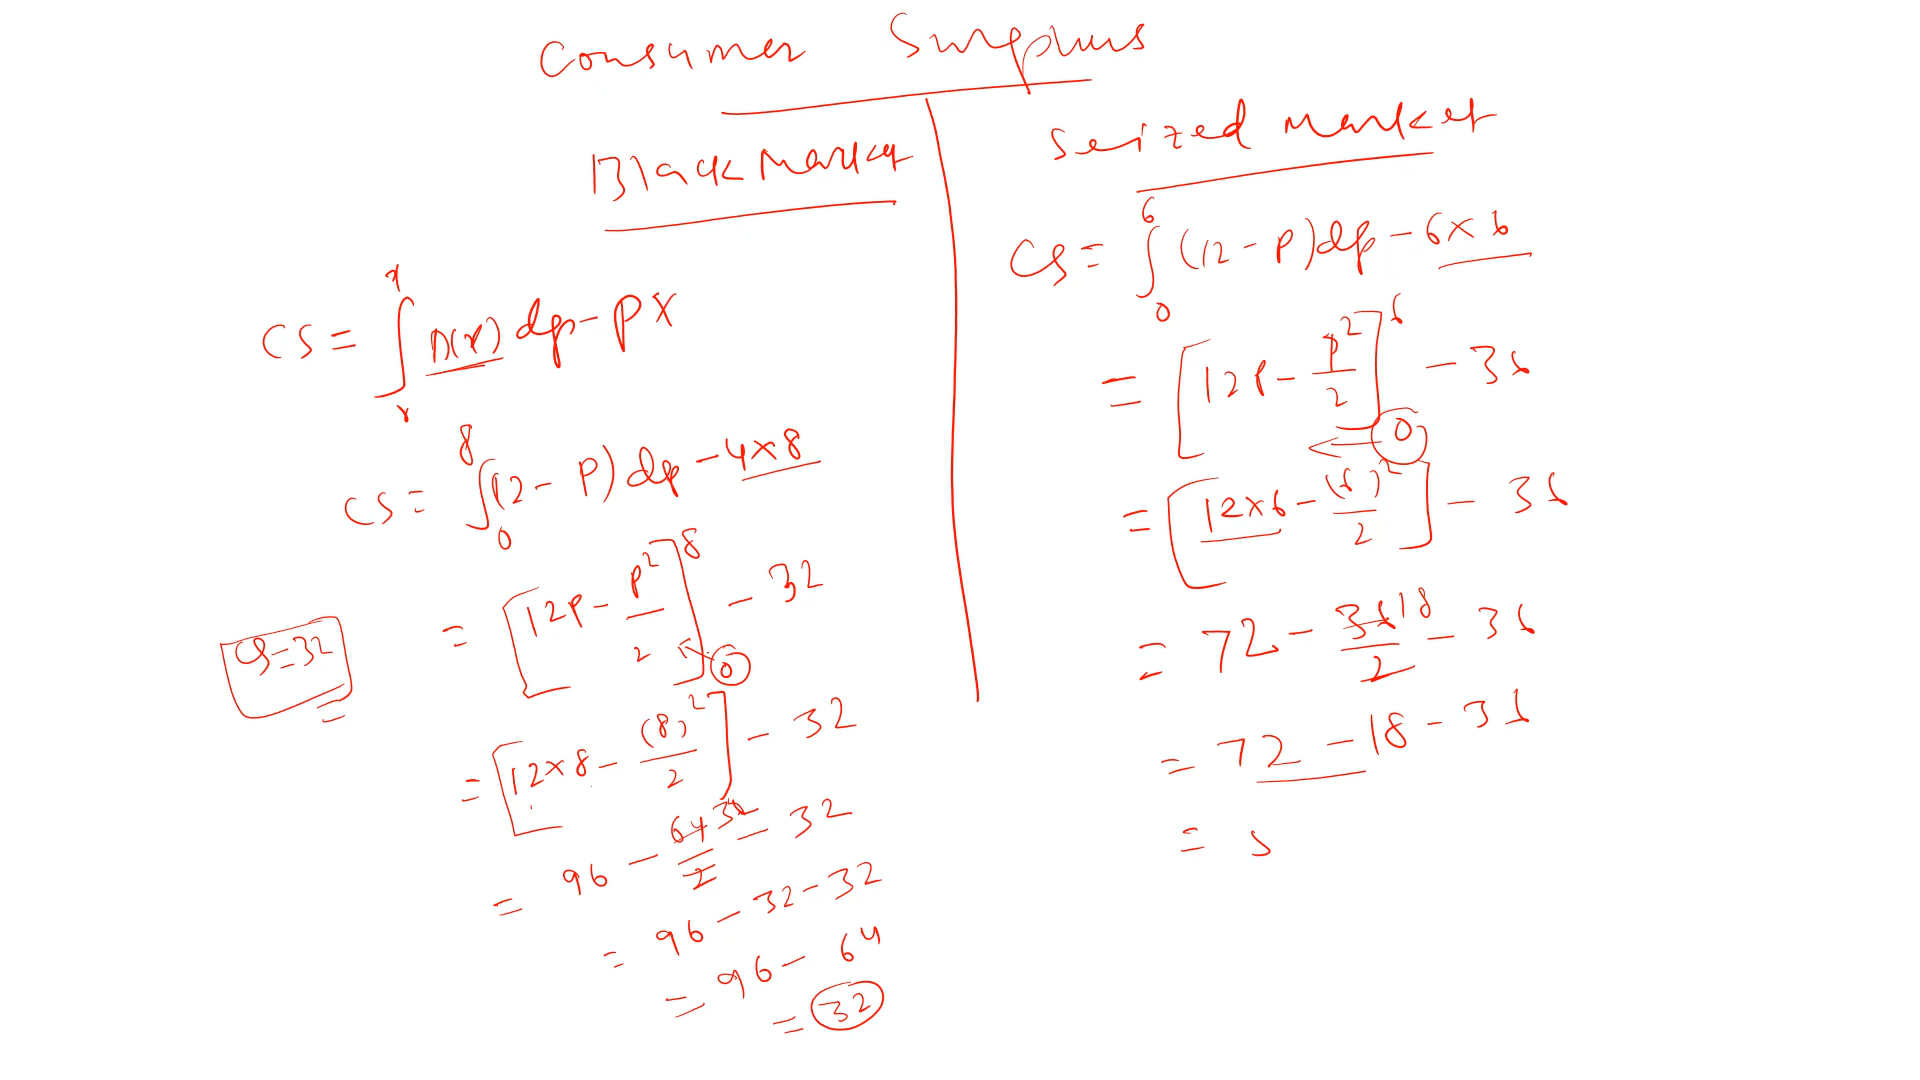 Consumer Surplus
Black Market
CS = ∫ D(x) dp - PX
CS = ∫₀⁸ (12 - P) dp - 4×8
= [12P - P²/2]₀⁸ - 32
CS = 32
= [12×8 - (8)²/2] - 32
= 96 - 64/2 32 - 32
= 96 - 32 - 32
= 96 - 64
= 32
Seized Market
CS = ∫₀⁶ (12 - P) dp - 6×6
= [12P - P²/2]₀⁶ - 36
= [12×6 - (6)²/2] - 36
= 72 - 36/2 18 - 36
= 72 - 18 - 36
=